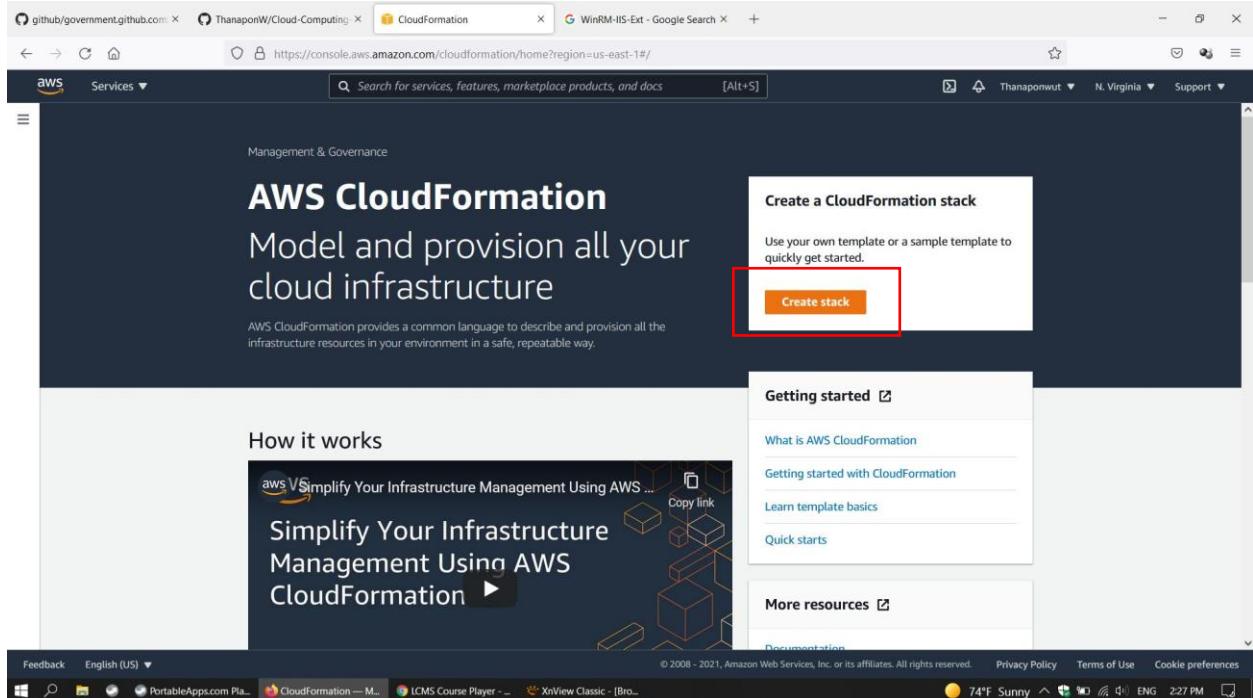 github/government.github.com
ThanaponW/Cloud-Computing-
CloudFormation
WinRM-IIS-Ext - Google Search
https://console.aws.amazon.com/cloudformation/home?region=us-east-1#/
aws
Services ▼
Search for services, features, marketplace products, and docs
[Alt+S]
Thanaponwut ▼
N. Virginia ▼
Support ▼
Management & Governance
AWS CloudFormation
Model and provision all your
cloud infrastructure
AWS CloudFormation provides a common language to describe and provision all the
infrastructure resources in your environment in a safe, repeatable way.
Create a CloudFormation stack
Use your own template or a sample template to
quickly get started.
Create stack
Getting started
What is AWS CloudFormation
Getting started with CloudFormation
Learn template basics
Quick starts
More resources
Documentation
How it works
aws
Simplify Your Infrastructure Management Using AWS ...
Copy link
Simplify Your Infrastructure
Management Using AWS
CloudFormation
Feedback
English (US) ▼
© 2008 - 2021, Amazon Web Services, Inc. or its affiliates. All rights reserved.
Privacy Policy
Terms of Use
Cookie preferences
PortableApps.com Pla...
CloudFormation — M...
LCMS Course Player - ...
XnView Classic - [Bro...
74°F Sunny
ENG
2:27 PM